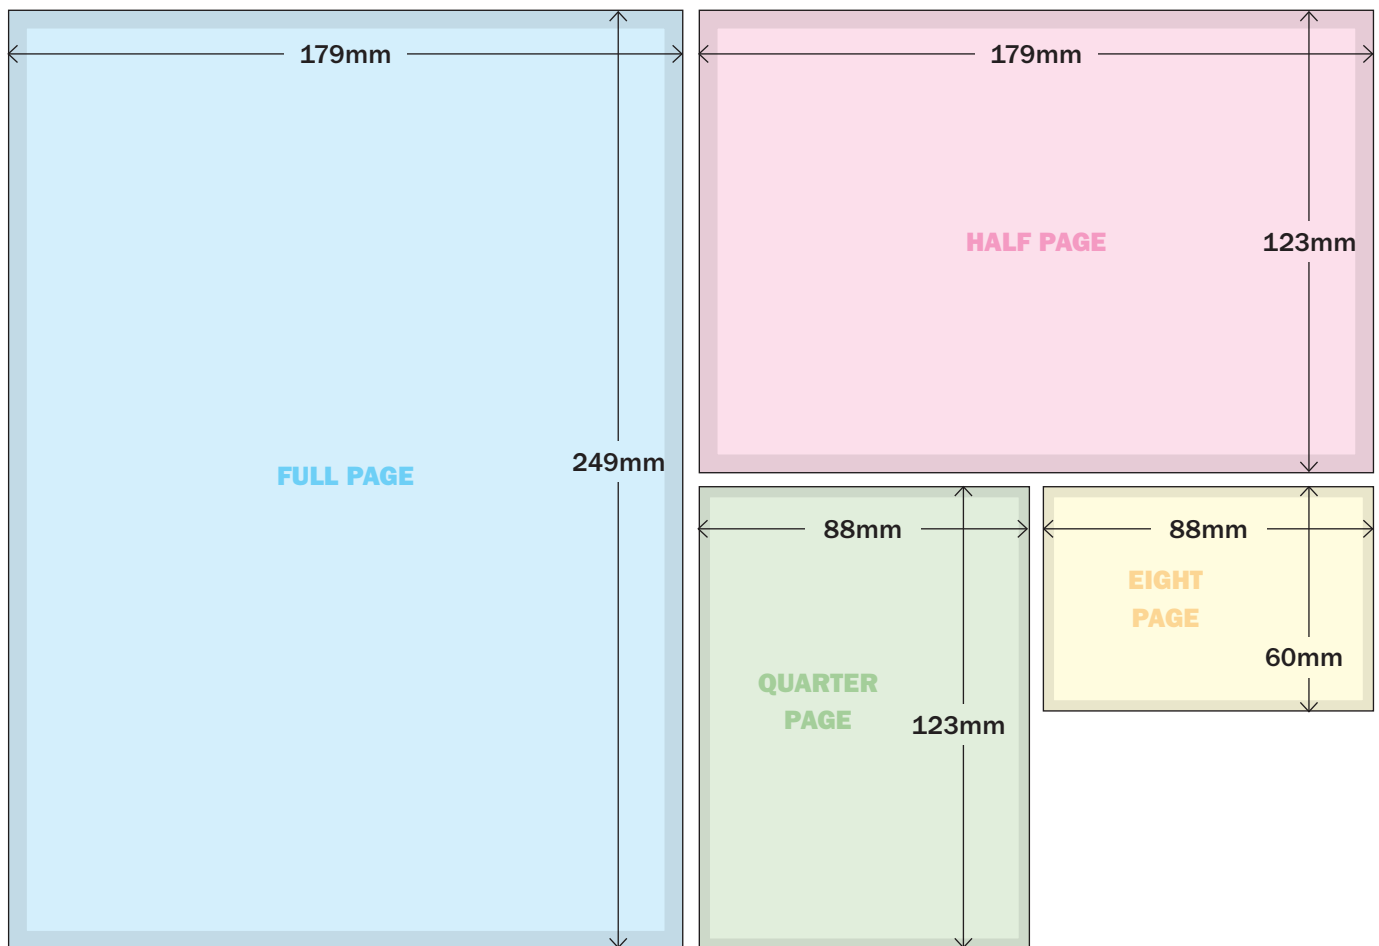 179mm
FULL PAGE
249mm
179mm
HALF PAGE
123mm
88mm
QUARTER
PAGE
123mm
88mm
EIGHT
PAGE
60mm